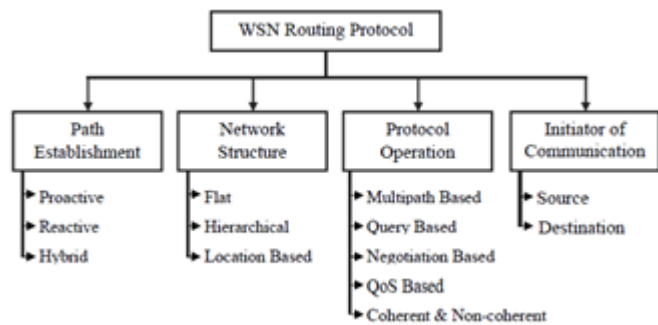 WSN Routing Protocol
Path
Establishment
Proactive
Reactive
Hybrid
Network
Structure
Flat
Hierarchical
Location Based
Protocol
Operation
Multipath Based
Query Based
Negotiation Based
QoS Based
Coherent & Non-coherent
Initiator of
Communication
Source
Destination